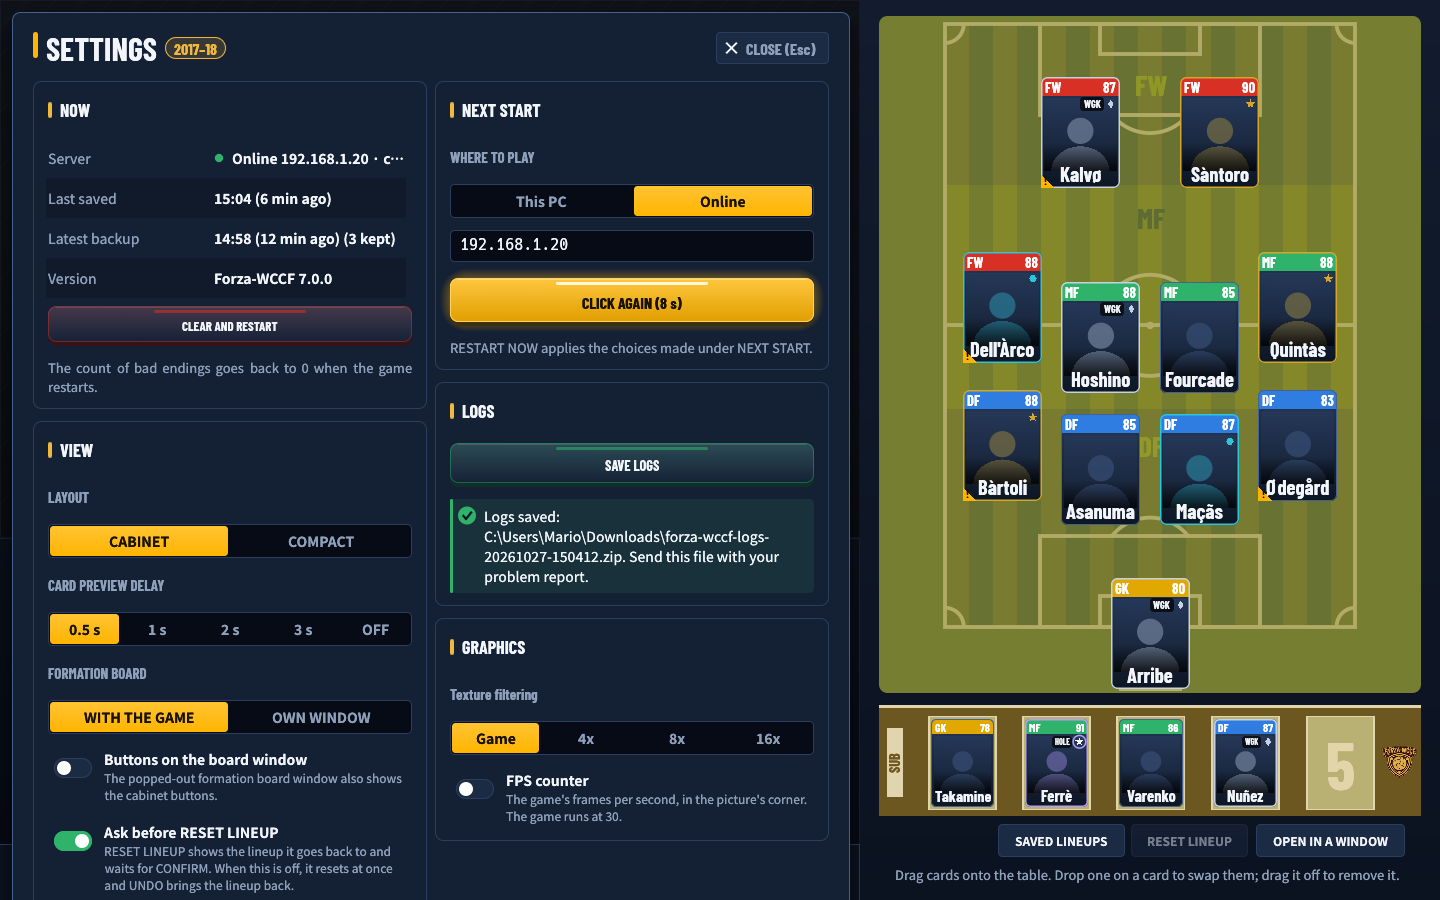 SETTINGS
2017–18
CLOSE (Esc)
NOW
Server
Online 192.168.1.20 · c···
Last saved
15:04 (6 min ago)
Latest backup
14:58 (12 min ago) (3 kept)
Version
Forza-WCCF 7.0.0
CLEAR AND RESTART
The count of bad endings goes back to 0 when the game
restarts.
VIEW
LAYOUT
CABINET
COMPACT
CARD PREVIEW DELAY
0.5 s
1 s
2 s
3 s
OFF
FORMATION BOARD
WITH THE GAME
OWN WINDOW
Buttons on the board window
The popped-out formation board window also shows
the cabinet buttons.
Ask before RESET LINEUP
RESET LINEUP shows the lineup it goes back to and
waits for CONFIRM. When this is off, it resets at once
and UNDO brings the lineup back.
NEXT START
WHERE TO PLAY
This PC
Online
192.168.1.20
CLICK AGAIN (8 s)
RESTART NOW applies the choices made under NEXT START.
LOGS
SAVE LOGS
Logs saved:
C:\Users\Mario\Downloads\forza-wccf-logs-
20261027-150412.zip. Send this file with your
problem report.
GRAPHICS
Texture filtering
Game
4x
8x
16x
FPS counter
The game's frames per second, in the picture's corner.
The game runs at 30.
FW
FW 87
WGK
Kalvø
FW 90
Sàntoro
MF
FW 88
Dell'Àrco
MF 88
WGK
Hoshino
MF 85
Fourcade
MF 88
Quintàs
DF
DF 88
Bàrtoli
DF 85
Asanuma
DF 87
Maçãs
DF 83
Ødegård
GK 80
WGK
Arribe
SUB
GK 78
Takamine
MF 91
HOLE
Ferrè
MF 86
Varenko
DF 87
WGK
Nuñez
5
FORZA-WCCF
SAVED LINEUPS
RESET LINEUP
OPEN IN A WINDOW
Drag cards onto the table. Drop one on a card to swap them; drag it off to remove it.